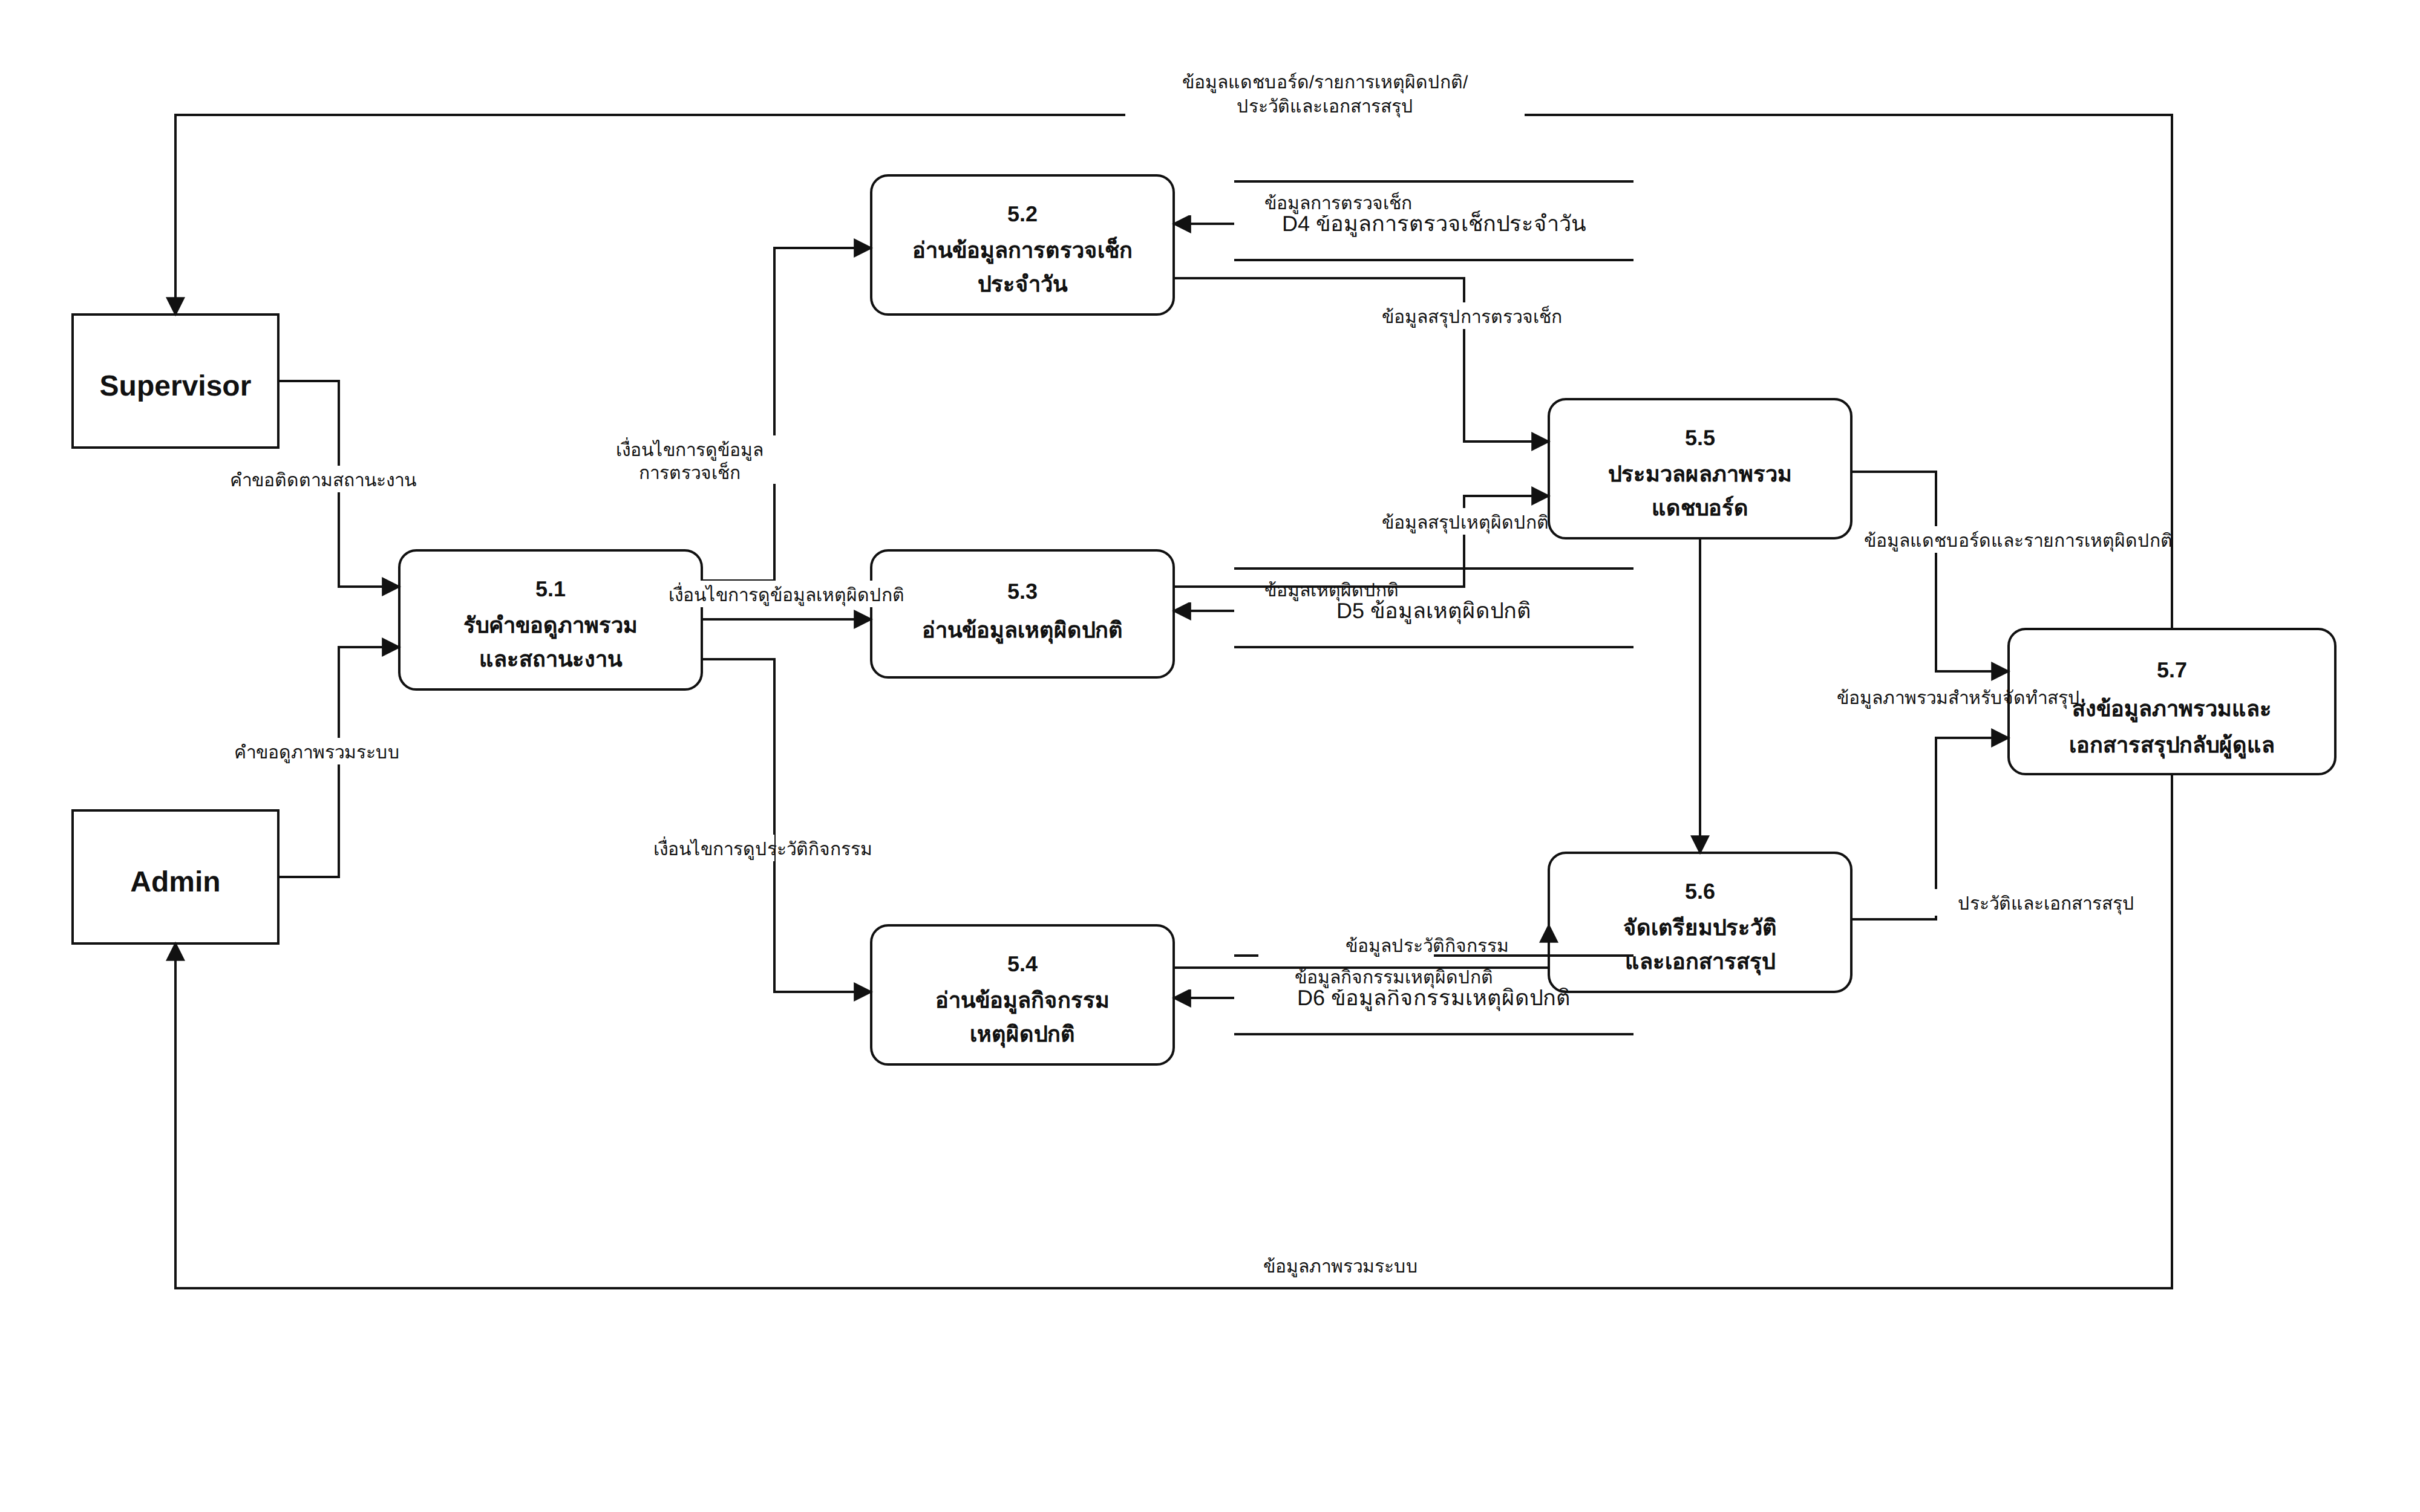 ข้อมูลแดชบอร์ด/รายการเหตุผิดปกติ/
ประวัติและเอกสารสรุป
5.2
อ่านข้อมูลการตรวจเช็ก
ประจำวัน
ข้อมูลการตรวจเช็ก
D4 ข้อมูลการตรวจเช็กประจำวัน
ข้อมูลสรุปการตรวจเช็ก
Supervisor
คำขอติดตามสถานะงาน
เงื่อนไขการดูข้อมูล
การตรวจเช็ก
5.5
ประมวลผลภาพรวม
แดชบอร์ด
ข้อมูลสรุปเหตุผิดปกติ
ข้อมูลแดชบอร์ดและรายการเหตุผิดปกติ
5.1
รับคำขอดูภาพรวม
และสถานะงาน
เงื่อนไขการดูข้อมูลเหตุผิดปกติ
5.3
อ่านข้อมูลเหตุผิดปกติ
ข้อมูลเหตุผิดปกติ
D5 ข้อมูลเหตุผิดปกติ
5.7
ส่งข้อมูลภาพรวมและ
เอกสารสรุปกลับผู้ดูแล
ข้อมูลภาพรวมสำหรับจัดทำสรุป
คำขอดูภาพรวมระบบ
Admin
เงื่อนไขการดูประวัติกิจกรรม
5.6
จัดเตรียมประวัติ
และเอกสารสรุป
ประวัติและเอกสารสรุป
5.4
อ่านข้อมูลกิจกรรม
เหตุผิดปกติ
ข้อมูลประวัติกิจกรรม
ข้อมูลกิจกรรมเหตุผิดปกติ
D6 ข้อมูลกิจกรรมเหตุผิดปกติ
ข้อมูลภาพรวมระบบ